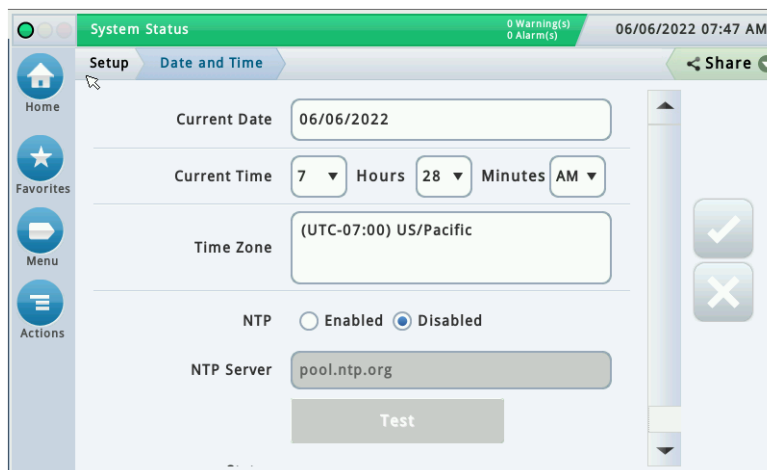 System Status
0 Warning(s)
0 Alarm(s)
06/06/2022 07:47 AM
Setup
Date and Time
Share
Home
Favorites
Menu
Actions
Current Date
06/06/2022
Current Time
7 Hours 28 Minutes AM
Time Zone
(UTC-07:00) US/Pacific
NTP
Enabled Disabled
NTP Server
pool.ntp.org
Test